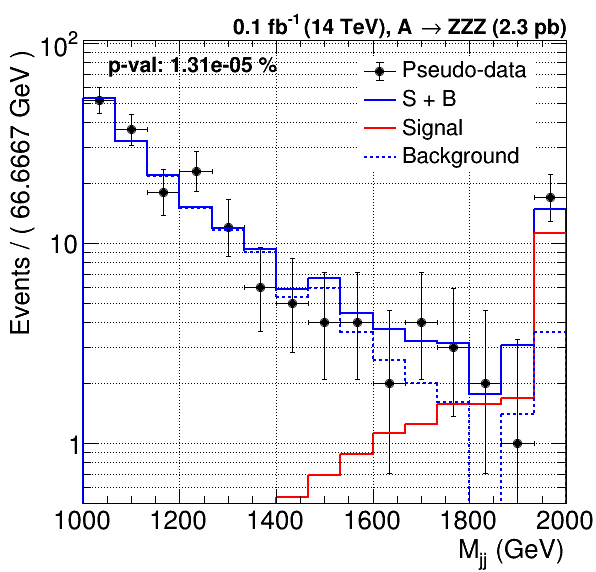 0.1 fb⁻¹ (14 TeV), A → ZZZ (2.3 pb)
p-val: 1.31e-05 %
Pseudo-data
S + B
Signal
Background
Events / ( 66.6667 GeV )
10²
10
1
1000 1200 1400 1600 1800 2000
M_jj (GeV)